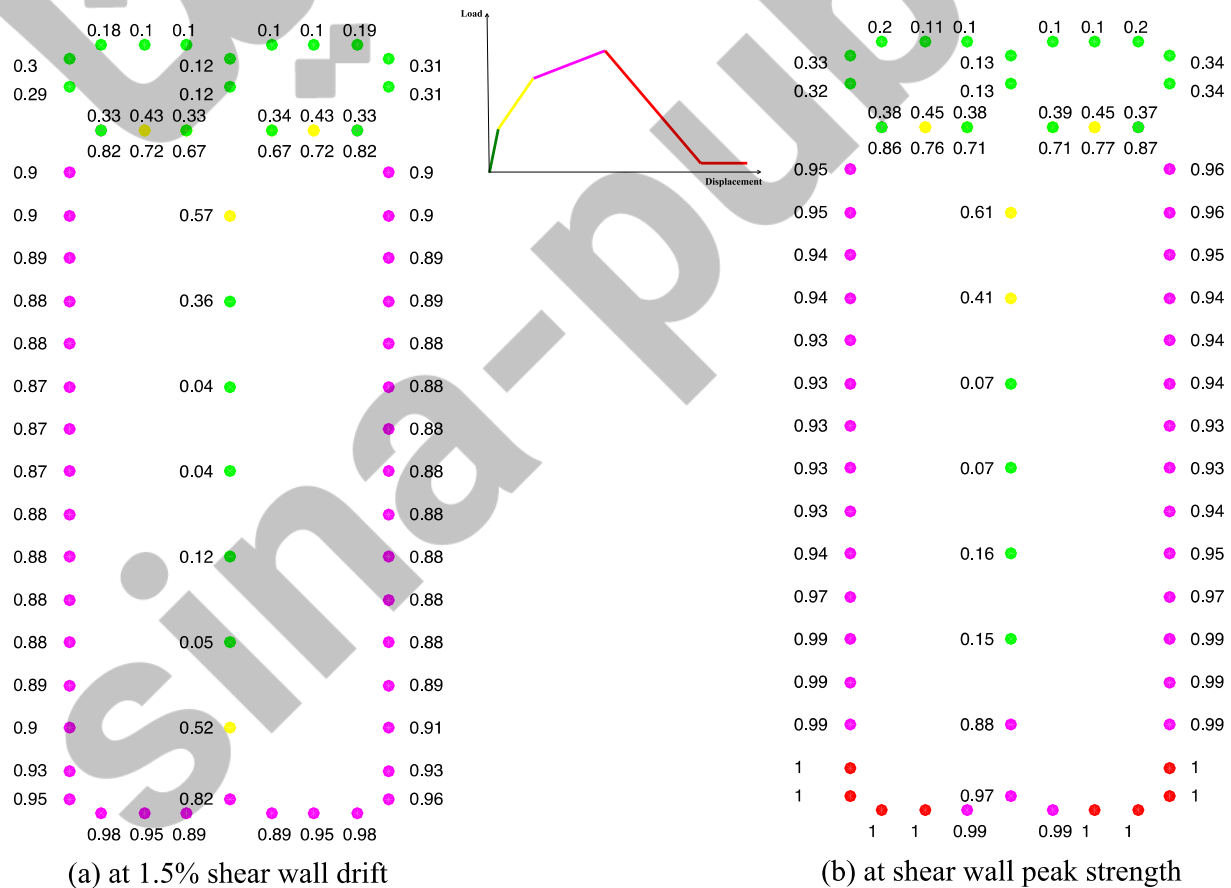 0.18 0.1 0.1 0.1 0.1 0.19
0.3 0.12 0.31
0.29 0.12 0.31
0.33 0.43 0.33 0.34 0.43 0.33
0.82 0.72 0.67 0.67 0.72 0.82
0.9 0.9
0.9 0.57 0.9
0.89 0.89
0.88 0.36 0.89
0.88 0.88
0.87 0.04 0.88
0.87 0.88
0.87 0.04 0.88
0.88 0.88
0.88 0.12 0.88
0.88 0.88
0.88 0.05 0.88
0.89 0.89
0.9 0.52 0.91
0.93 0.93
0.95 0.82 0.96
0.98 0.95 0.89 0.89 0.95 0.98
(a) at 1.5% shear wall drift
Load
Displacement
0.2 0.11 0.1 0.1 0.1 0.2
0.33 0.13 0.34
0.32 0.13 0.34
0.38 0.45 0.38 0.39 0.45 0.37
0.86 0.76 0.71 0.71 0.77 0.87
0.95 0.96
0.95 0.61 0.96
0.94 0.95
0.94 0.41 0.94
0.93 0.94
0.93 0.07 0.94
0.93 0.93
0.93 0.07 0.93
0.93 0.94
0.94 0.16 0.95
0.97 0.97
0.99 0.15 0.99
0.99 0.99
0.99 0.88 0.99
1 1
1 0.97 1
1 1 0.99 0.99 1 1
(b) at shear wall peak strength
sina-pub